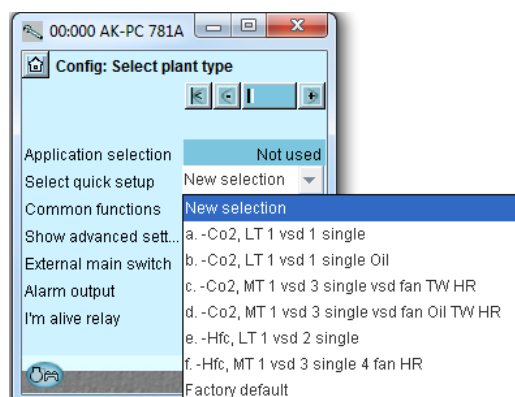 00:000 AK-PC 781A
Config: Select plant type
Application selection Not used
Select quick setup New selection
Common functions New selection
Show advanced sett... a. -Co2, LT 1 vsd 1 single
b. -Co2, LT 1 vsd 1 single Oil
External main switch c. -Co2, MT 1 vsd 3 single vsd fan TW HR
Alarm output d. -Co2, MT 1 vsd 3 single vsd fan Oil TW HR
I'm alive relay e. -Hfc, LT 1 vsd 2 single
f. -Hfc, MT 1 vsd 3 single 4 fan HR
Factory default